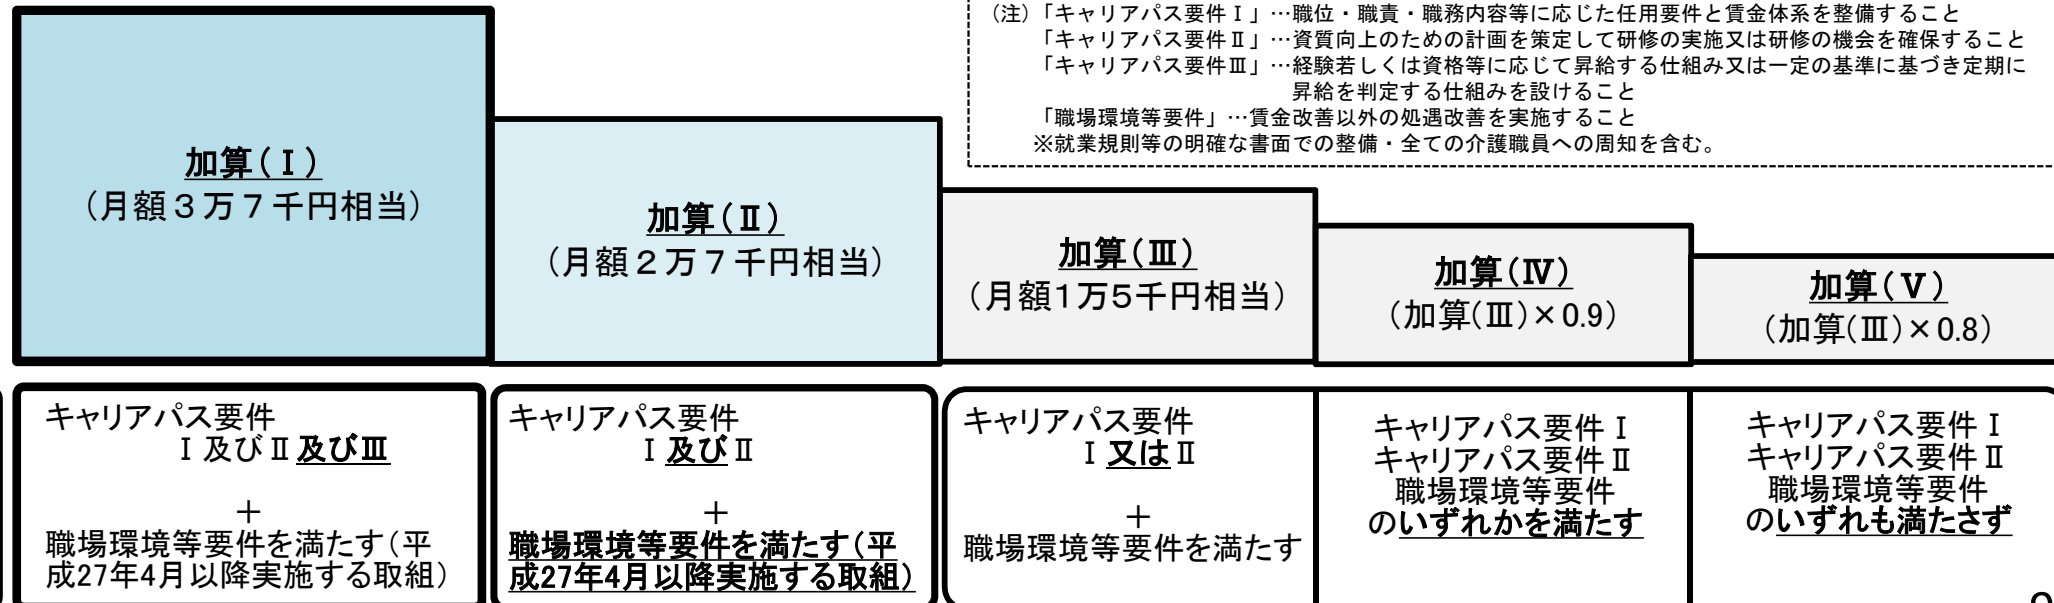 （注）「キャリアパス要件Ⅰ」…職位・職責・職務内容等に応じた任用要件と賃金体系を整備すること
「キャリアパス要件Ⅱ」…資質向上のための計画を策定して研修の実施又は研修の機会を確保すること
「キャリアパス要件Ⅲ」…経験若しくは資格等に応じて昇給する仕組み又は一定の基準に基づき定期に
昇給を判定する仕組みを設けること
「職場環境等要件」…賃金改善以外の処遇改善を実施すること
※就業規則等の明確な書面での整備・全ての介護職員への周知を含む。
加算（Ⅰ）
（月額３万７千円相当）
加算（Ⅱ）
（月額２万７千円相当）
加算（Ⅲ）
（月額1万5千円相当）
加算（Ⅳ）
（加算(Ⅲ)×0.9）
加算（Ⅴ）
（加算(Ⅲ)×0.8）
キャリアパス要件
Ⅰ及びⅡ及びⅢ
＋
職場環境等要件を満たす（平
成27年4月以降実施する取組）
キャリアパス要件
Ⅰ及びⅡ
＋
職場環境等要件を満たす（平
成27年4月以降実施する取組）
キャリアパス要件
Ⅰ又はⅡ
＋
職場環境等要件を満たす
キャリアパス要件Ⅰ
キャリアパス要件Ⅱ
職場環境等要件
のいずれかを満たす
キャリアパス要件Ⅰ
キャリアパス要件Ⅱ
職場環境等要件
のいずれも満たさず